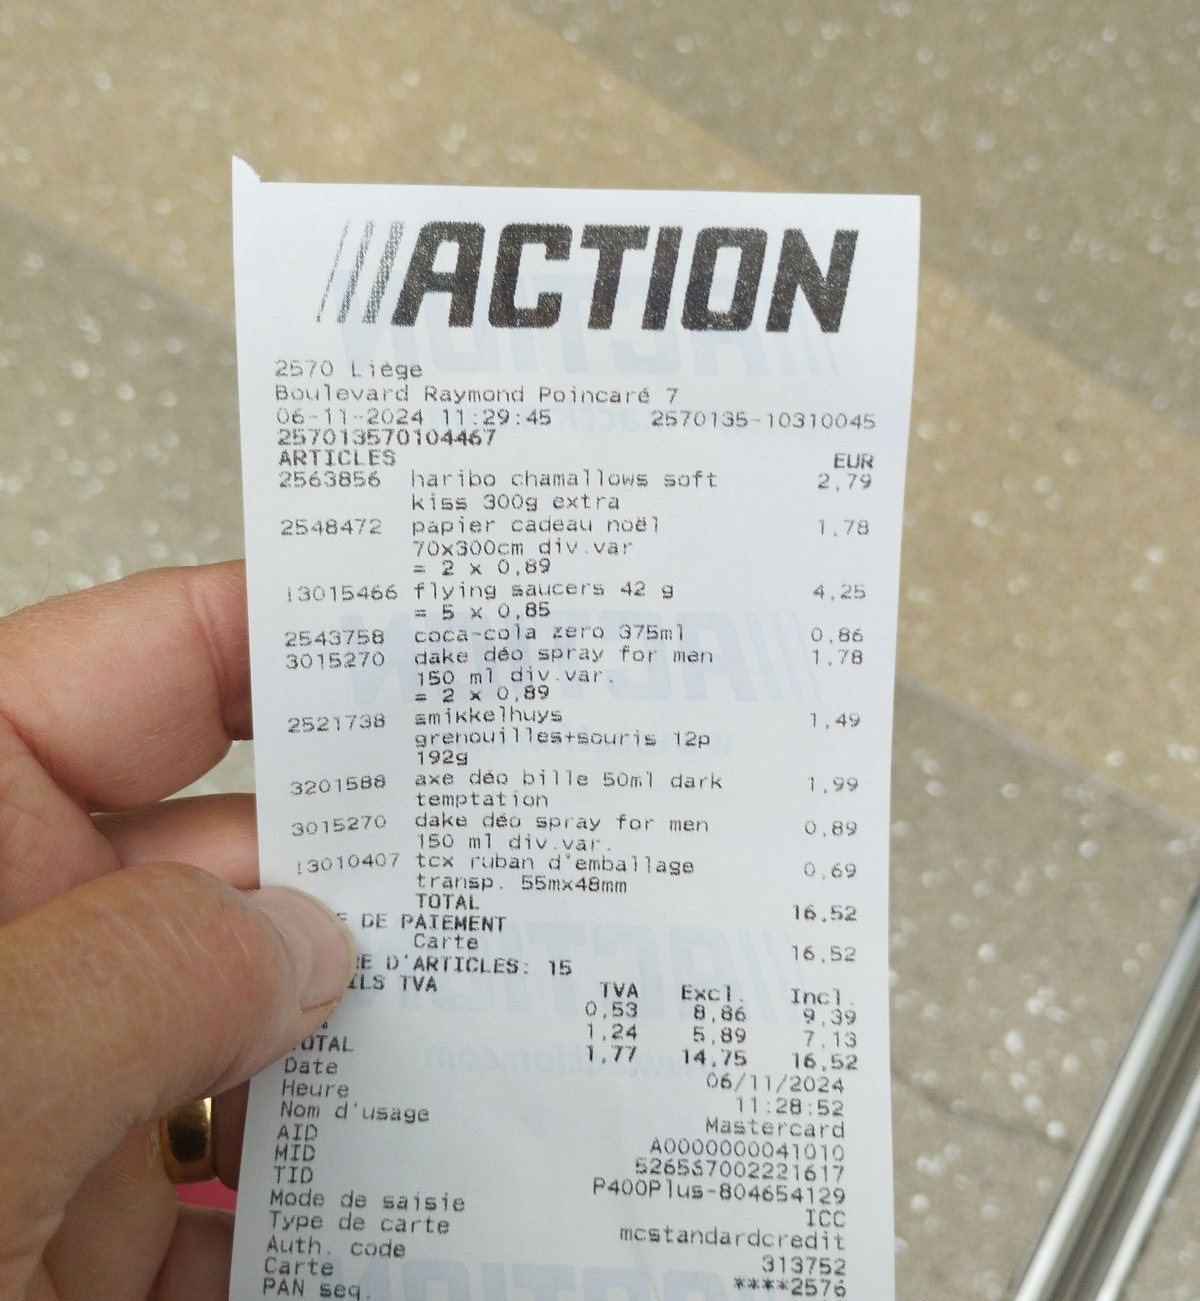 ACTION
2570 Liège
Boulevard Raymond Poincaré 7
06-11-2024 11:29:45 2570135-10310045
257013570104467
ARTICLES EUR
2563856 haribo chamallows soft 2,79
kiss 300g extra
2548472 papier cadeau noël 1,78
70x300cm div.var
= 2 x 0,89
!3015466 flying saucers 42 g 4,25
= 5 x 0,85
2543758 coca-cola zero 375ml 0,86
3015270 dake déo spray for men 1,78
150 ml div.var.
= 2 x 0,89
2521738 smikkelhuys 1,49
grenouilles+souris 12p
192g
3201588 axe déo bille 50ml dark 1,99
temptation
3015270 dake déo spray for men 0,89
150 ml div.var.
!3010407 tcx ruban d'emballage 0,69
transp. 55mx48mm
TOTAL 16,52
DE PAIEMENT
Carte 16,52
RE D'ARTICLES: 15
ILS TVA TVA Excl. Incl.
0,53 8,86 9,39
1,24 5,89 7,13
TOTAL 1,77 14,75 16,52
Date 06/11/2024
Heure 11:28:52
Nom d'usage Mastercard
AID A0000000041010
MID 526567002221617
TID P400Plus-804654129
Mode de saisie ICC
Type de carte mcstandardcredit
Auth. code 313752
Carte ****2576
PAN seq.